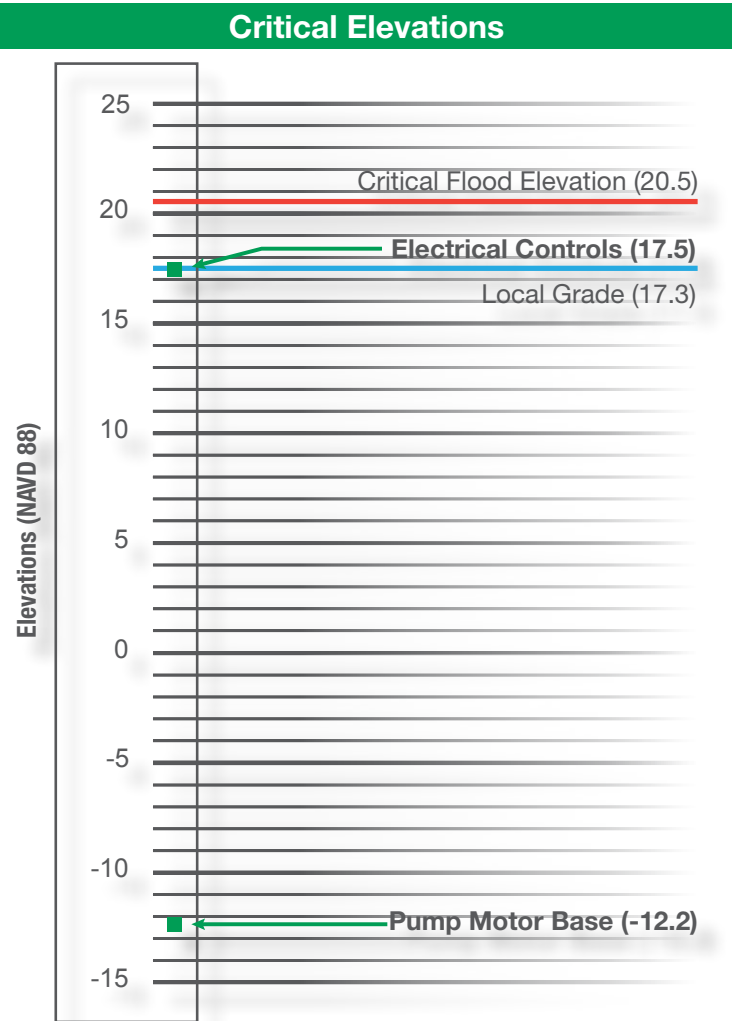 Critical Elevations
25
Critical Flood Elevation (20.5)
20
Electrical Controls (17.5)
Local Grade (17.3)
15
10
Elevations (NAVD 88)
5
0
-5
-10
Pump Motor Base (-12.2)
-15